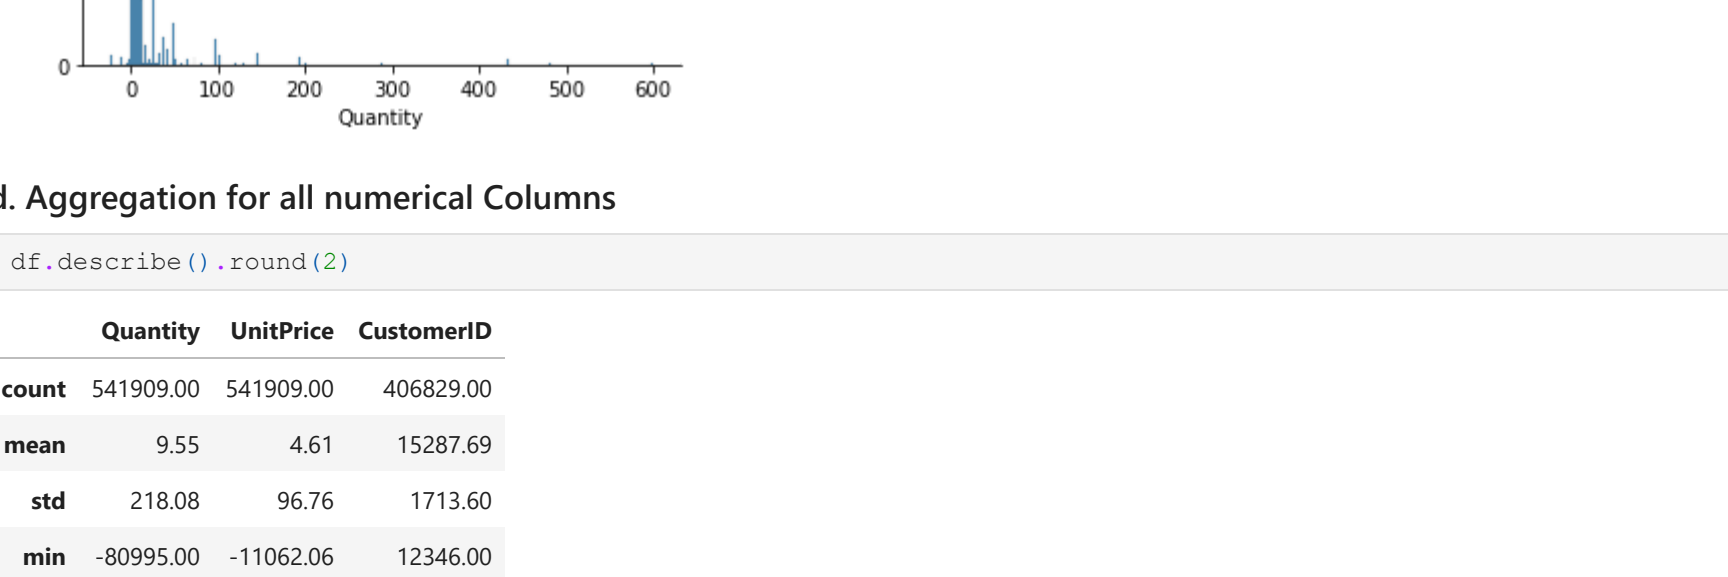 0
0 100 200 300 400 500 600
Quantity
d. Aggregation for all numerical Columns
df.describe().round(2)
Quantity UnitPrice CustomerID
count 541909.00 541909.00 406829.00
mean 9.55 4.61 15287.69
std 218.08 96.76 1713.60
min -80995.00 -11062.06 12346.00